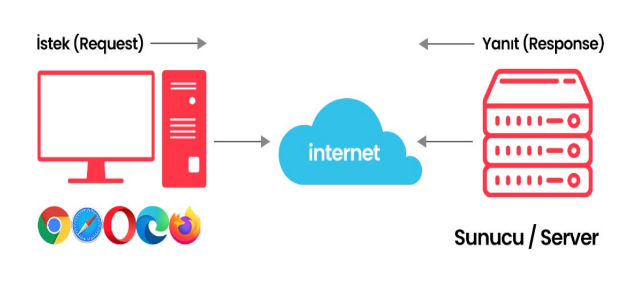 İstek (Request)
Yanıt (Response)
internet
Sunucu / Server